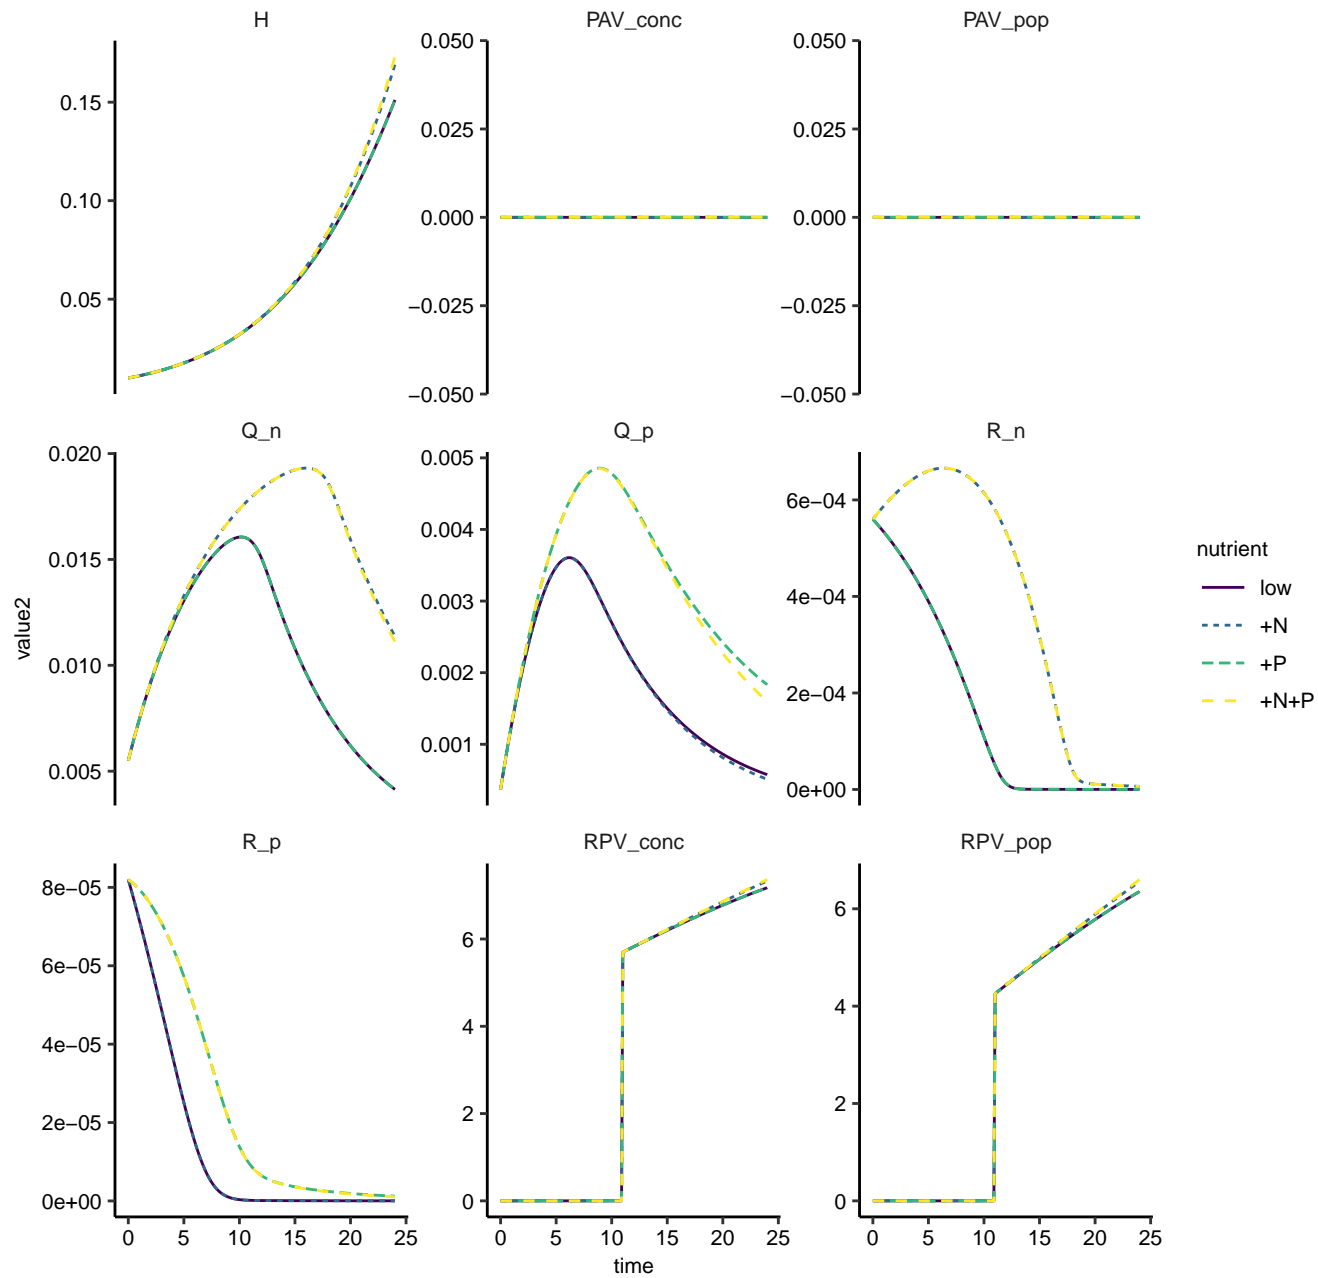 H
PAV_conc
PAV_pop
0.15
0.10
0.05
0.050
0.025
0.000
−0.025
−0.050
0.050
0.025
0.000
−0.025
−0.050
Q_n
Q_p
R_n
0.020
0.015
0.010
0.005
0.005
0.004
0.003
0.002
0.001
6e−04
4e−04
2e−04
0e+00
value2
R_p
RPV_conc
RPV_pop
8e−05
6e−05
4e−05
2e−05
0e+00
6
4
2
0
6
4
2
0
0 5 10 15 20 25
0 5 10 15 20 25
0 5 10 15 20 25
time
nutrient
low
+N
+P
+N+P